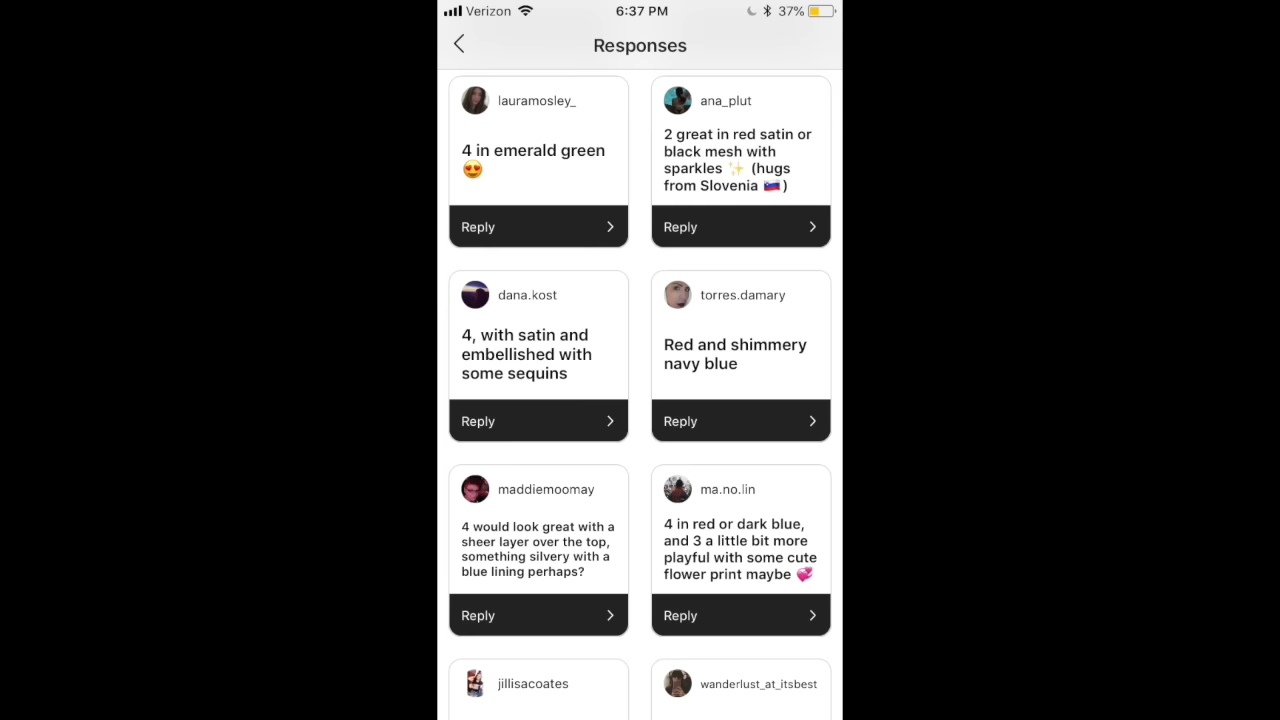 Verizon
6:37 PM
37%
Responses
lauramosley_
4 in emerald green
😍
Reply
ana_plut
2 great in red satin or
black mesh with
sparkles ✨ (hugs
from Slovenia 🇸🇮)
Reply
dana.kost
4, with satin and
embellished with
some sequins
Reply
torres.damary
Red and shimmery
navy blue
Reply
maddiemoomay
4 would look great with a
sheer layer over the top,
something silvery with a
blue lining perhaps?
Reply
ma.no.lin
4 in red or dark blue,
and 3 a little bit more
playful with some cute
flower print maybe 💞
Reply
jillisacoates
wanderlust_at_itsbest